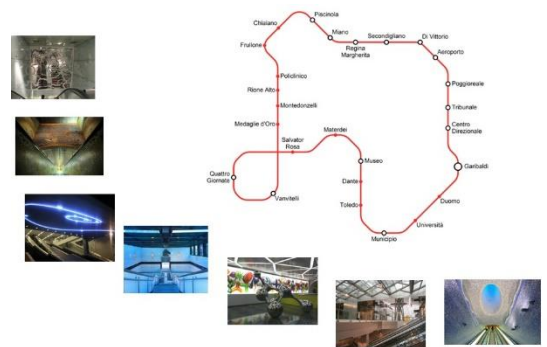 Piscinola
Chiaiano
Miano
Regina
Margherita
Secondigliano
Di Vittorio
Aeroporto
Frullone
Policlinico
Rione Alto
Montedonzelli
Medaglie d'Oro
Poggioreale
Tribunale
Centro
Direzionale
Salvator
Rosa
Materdei
Museo
Garibaldi
Quattro
Giornate
Vanvitelli
Dante
Toledo
Duomo
Università
Municipio